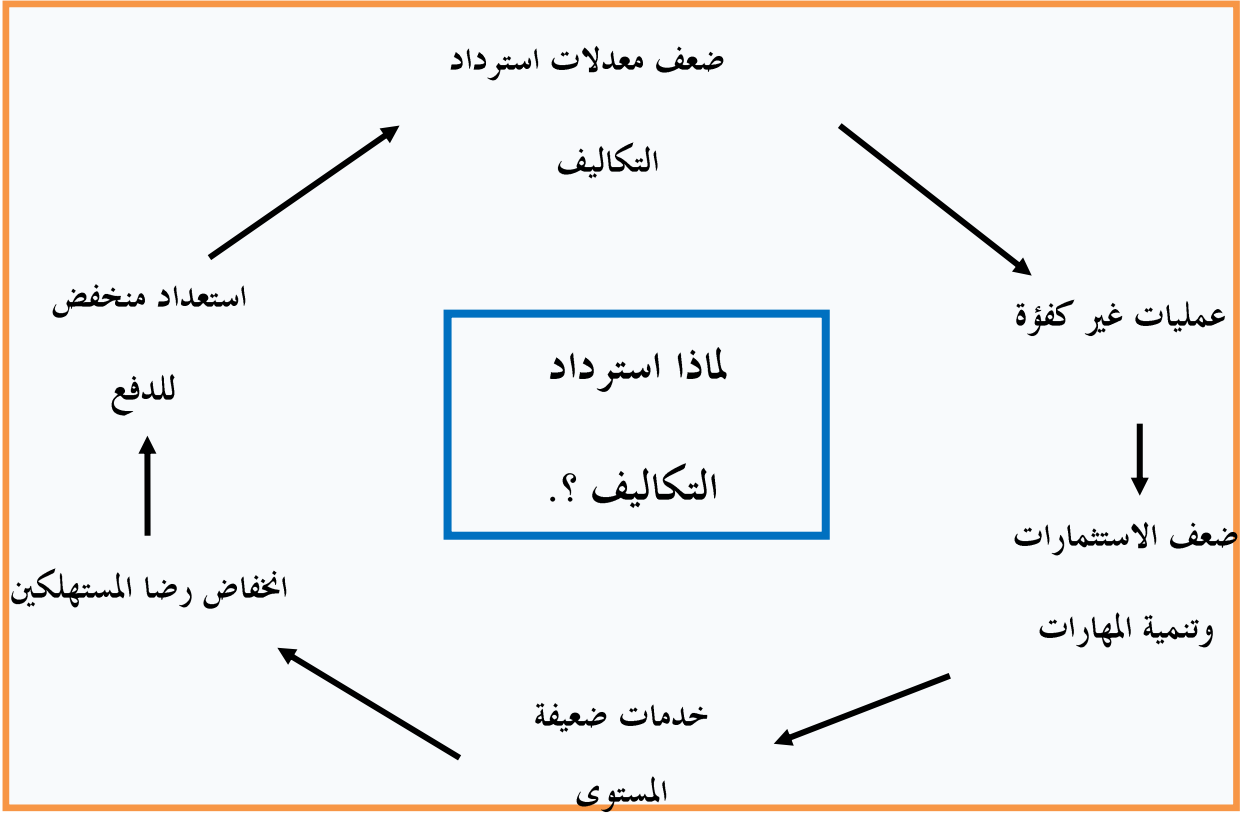 ضعف معدلات استرداد
التكاليف
عمليات غير كفؤة
ضعف الاستثمارات
وتنمية المهارات
خدمات ضعيفة
المستوى
انخفاض رضا المستهلكين
استعداد منخفض
للدفع
لماذا استرداد
التكاليف ؟.